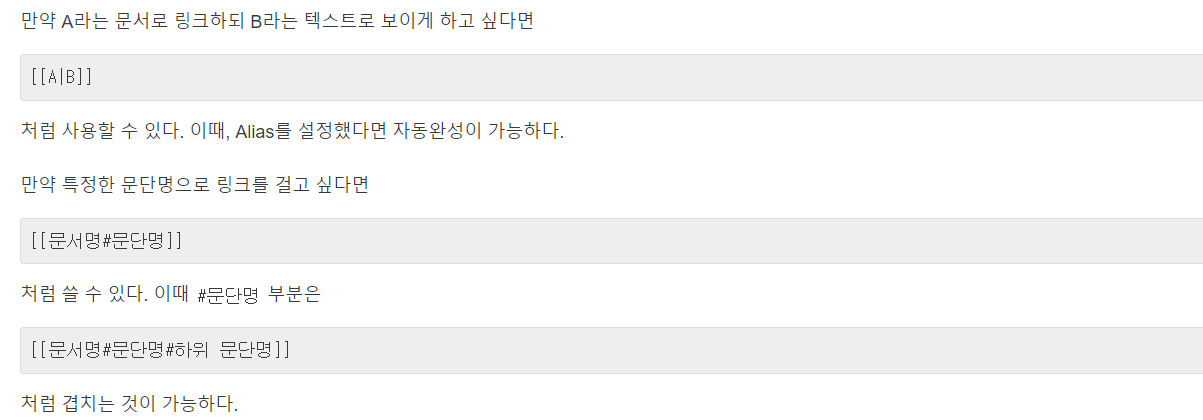 만약 A라는 문서로 링크하되 B라는 텍스트로 보이게 하고 싶다면
[[A|B]]
처럼 사용할 수 있다. 이때, Alias를 설정했다면 자동완성이 가능하다.
만약 특정한 문단명으로 링크를 걸고 싶다면
[[문서명#문단명]]
처럼 쓸 수 있다. 이때 #문단명 부분은
[[문서명#문단명#하위 문단명]]
처럼 겹치는 것이 가능하다.